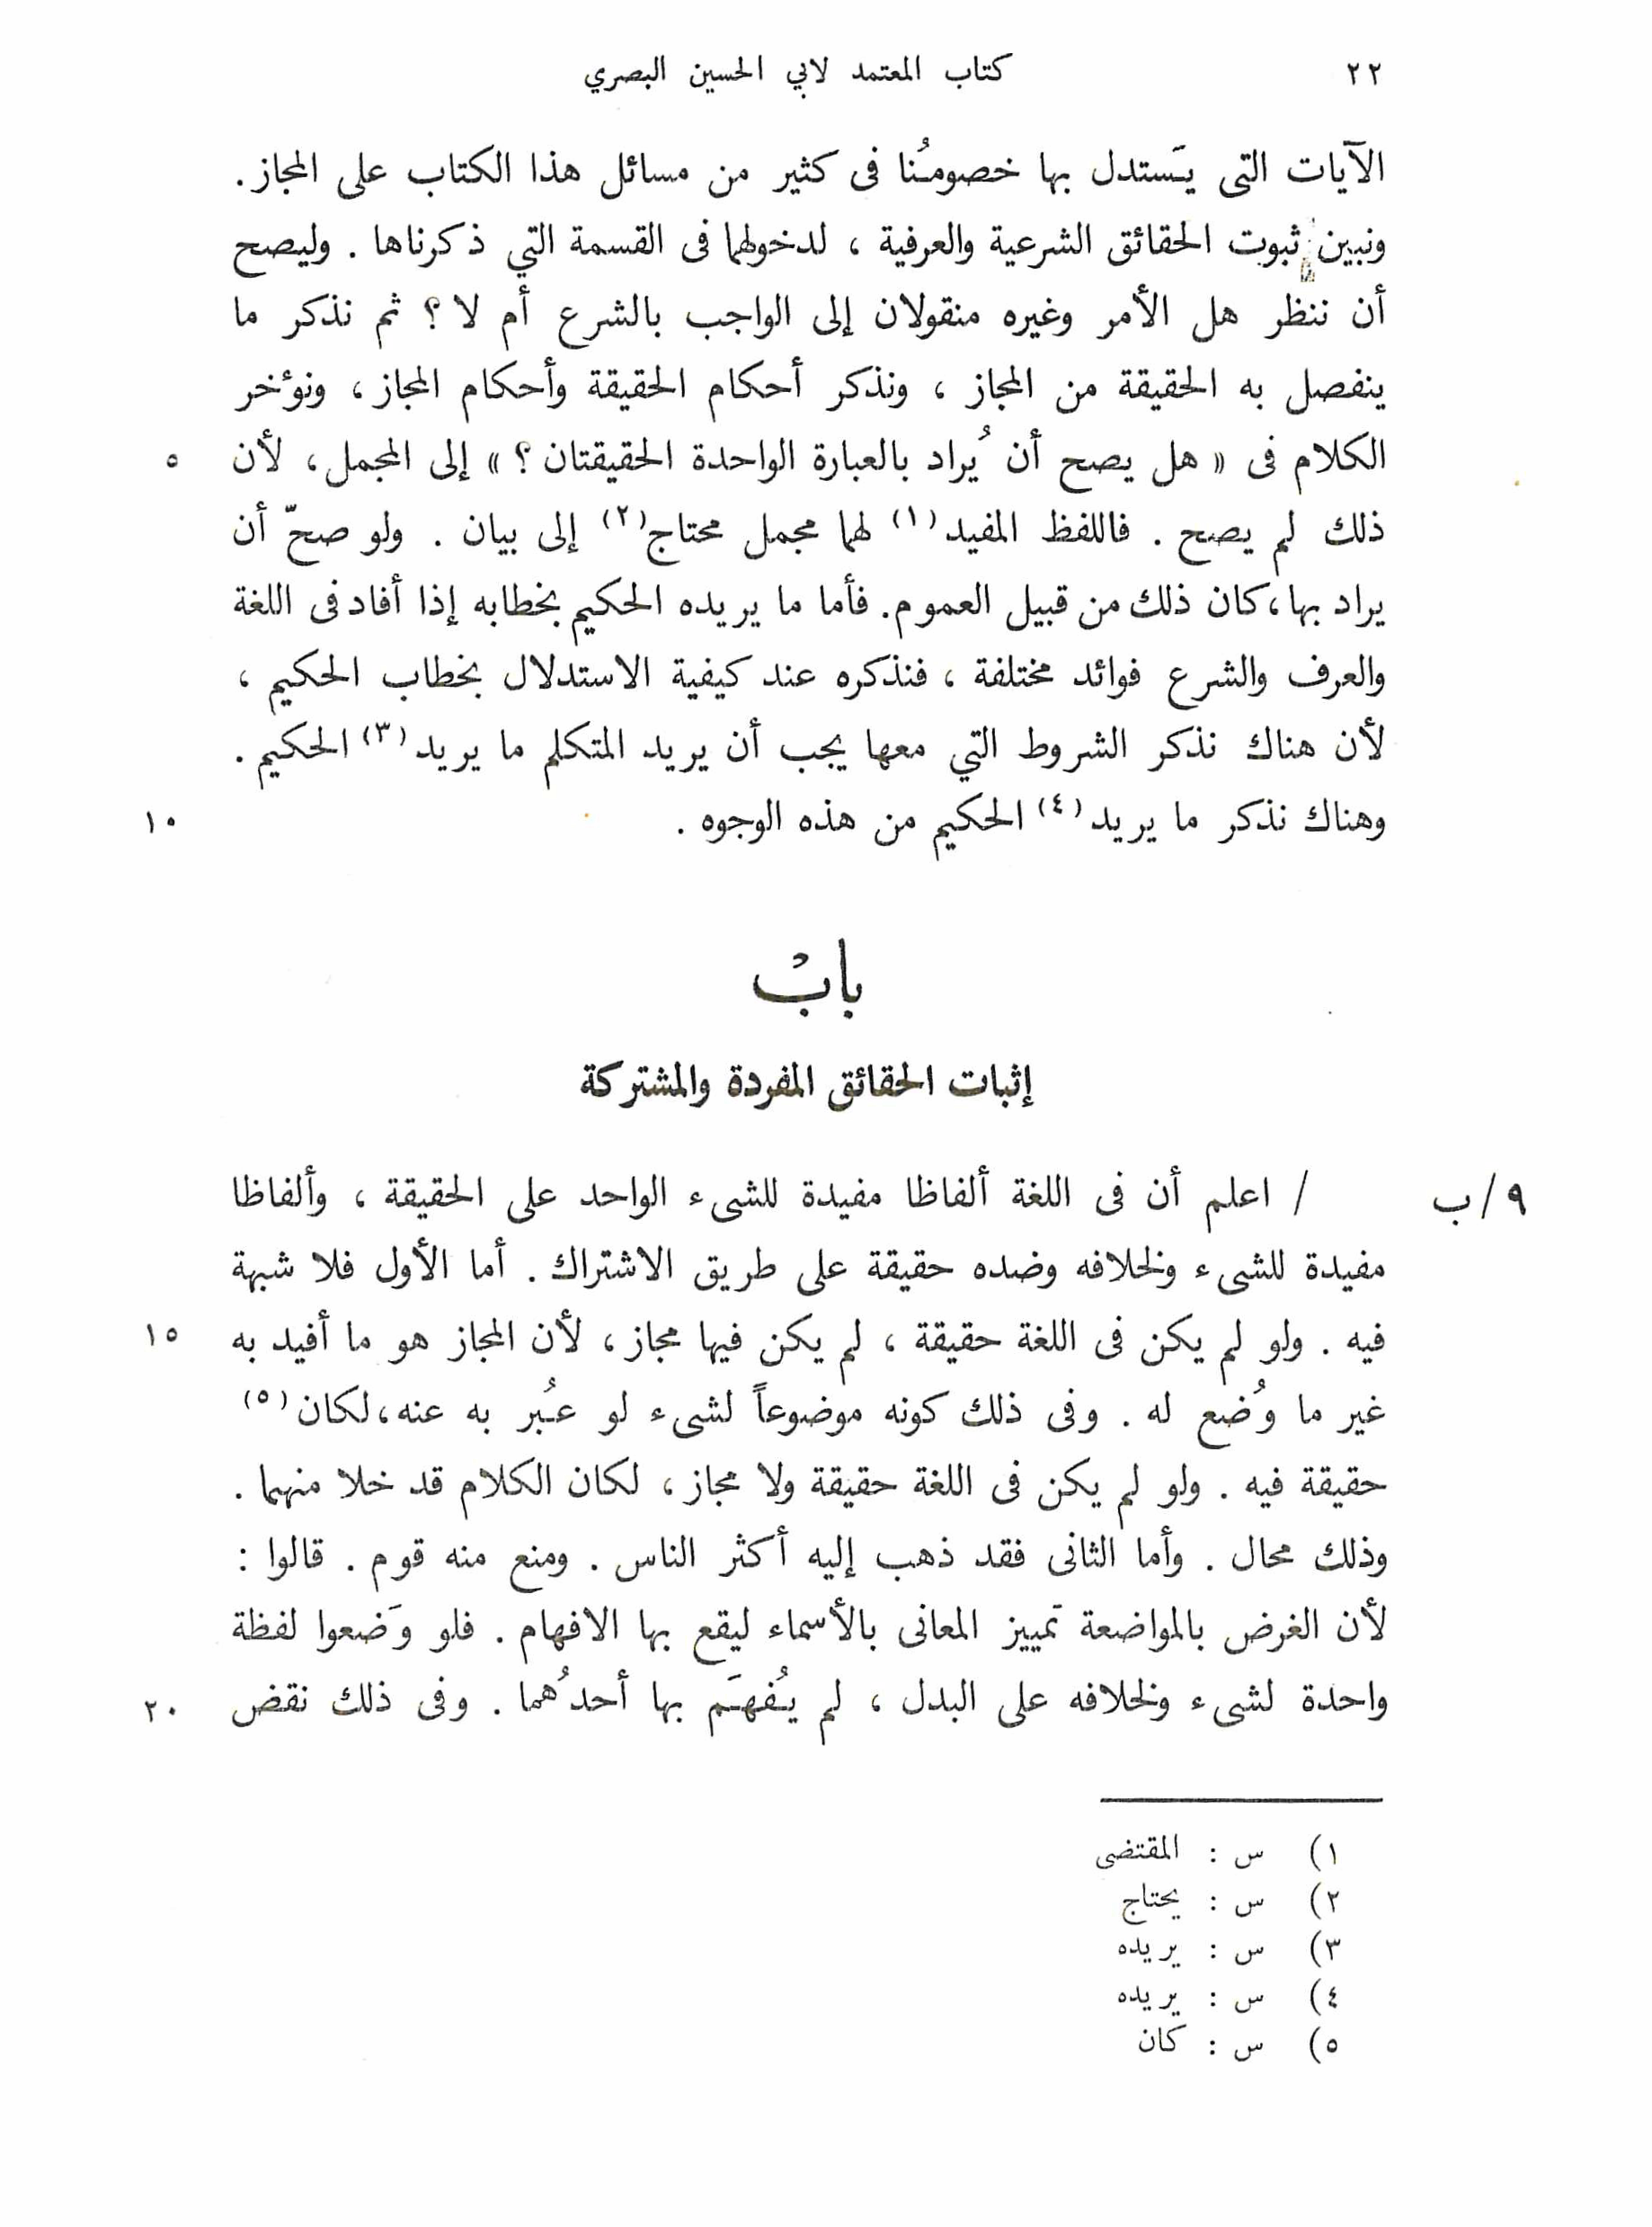 ٢٢ كتاب المعتمد لابي الحسين البصري
الآيات التى يَستدل بها خصومُنا فى كثير من مسائل هذا الكتاب على المجاز.
ونبين ثبوت الحقائق الشرعية والعرفية ، لدخولهما فى القسمة التي ذكرناها . وليصح
أن ننظر هل الأمر وغيره منقولان إلى الواجب بالشرع أم لا ؟ ثم نذكر ما
ينفصل به الحقيقة من المجاز ، ونذكر أحكام الحقيقة وأحكام المجاز ، ونؤخر
الكلام فى « هل يصح أن يُراد بالعبارة الواحدة الحقيقتان ؟ » إلى المجمل ، لأن ٥
ذلك لم يصح . فاللفظ المفيد (١) لهما مجمل محتاج (٢) إلى بيان . ولو صحّ أن
يراد بها ، كان ذلك من قبيل العموم . فأما ما يريده الحكيم بخطابه إذا أفاد فى اللغة
والعرف والشرع فوائد مختلفة ، فنذكره عند كيفية الاستدلال بخطاب الحكيم ،
لأن هناك نذكر الشروط التي معها يجب أن يريد المتكلم ما يريد (٣) الحكيم .
وهناك نذكر ما يريد (٤) الحكيم من هذه الوجوه . ١٠
بابْ
إثبات الحقائق المفردة والمشتركة
٩/ب / اعلم أن فى اللغة ألفاظا مفيدة للشىء الواحد على الحقيقة ، وألفاظا
مفيدة للشىء ولخلافه وضده حقيقة على طريق الاشتراك . أما الأول فلا شبهة
فيه . ولو لم يكن فى اللغة حقيقة ، لم يكن فيها مجاز ، لأن المجاز هو ما أفيد به ١٥
غير ما وُضع له . وفى ذلك كونه موضوعاً لشىء لو عُبر به عنه ، لكان (٥)
حقيقة فيه . ولو لم يكن فى اللغة حقيقة ولا مجاز ، لكان الكلام قد خلا منهما .
وذلك محال . وأما الثانى فقد ذهب إليه أكثر الناس . ومنع منه قوم . قالوا :
لأن الغرض بالمواضعة تمييز المعانى بالأسماء ليقع بها الافهام . فلو وَضعوا لفظة
واحدة لشىء ولخلافه على البدل ، لم يُفهَم بها أحدُهما . وفى ذلك نقض ٢٠
١) س : المقتضى
٢) س : يحتاج
٣) س : يريده
٤) س : يريده
٥) س : كان